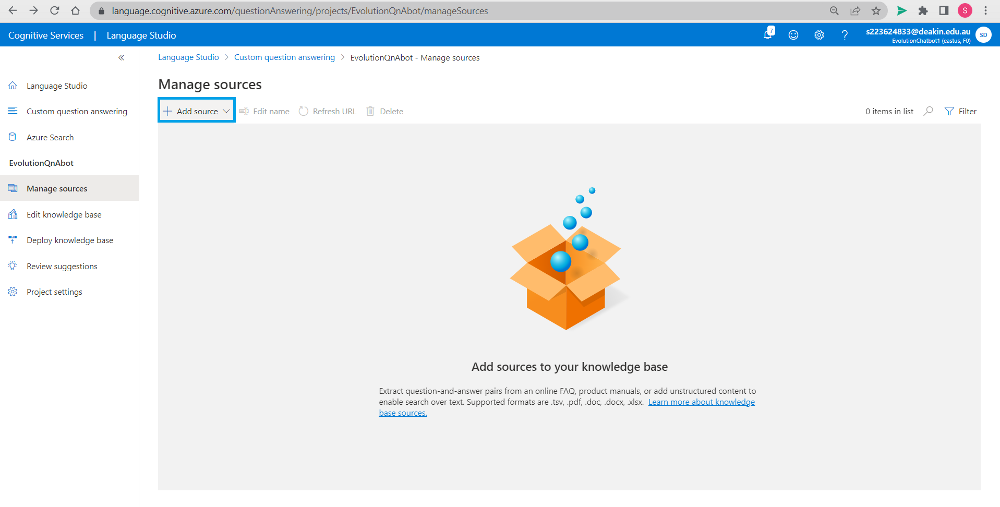 language.cognitive.azure.com/questionAnswering/projects/EvolutionQnAbot/manageSources
S
Cognitive Services | Language Studio
7
s223624833@deakin.edu.au
EvolutionChatbot1 (eastus, F0)
SD
Language Studio > Custom question answering > EvolutionQnAbot - Manage sources
Language Studio
Custom question answering
Azure Search
EvolutionQnAbot
Manage sources
Edit knowledge base
Deploy knowledge base
Review suggestions
Project settings
Manage sources
Add source
Edit name
Refresh URL
Delete
0 items in list
Filter
Add sources to your knowledge base
Extract question-and-answer pairs from an online FAQ, product manuals, or add unstructured content to
enable search over text. Supported formats are .tsv, .pdf, .doc, .docx, .xlsx. Learn more about knowledge
base sources.